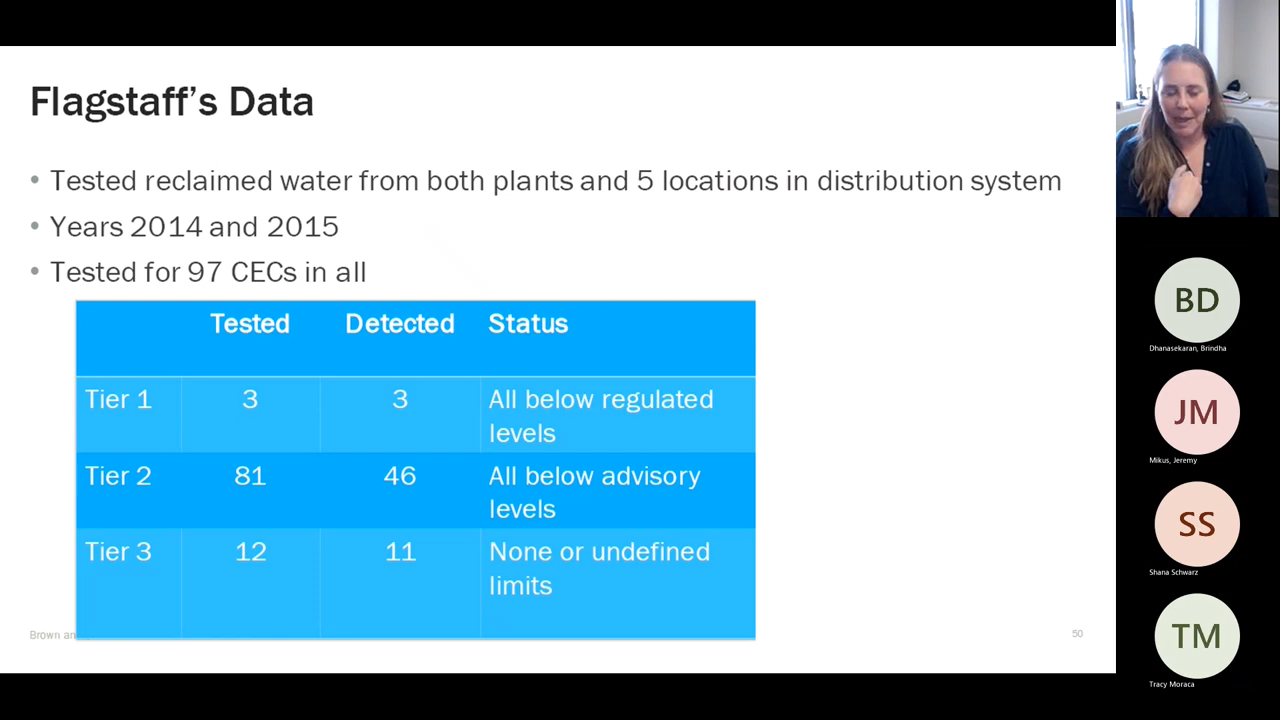 Flagstaff's Data
• Tested reclaimed water from both plants and 5 locations in distribution system
• Years 2014 and 2015
• Tested for 97 CECs in all
Tested Detected Status
Tier 1 3 3 All below regulated
levels
Tier 2 81 46 All below advisory
levels
Tier 3 12 11 None or undefined
limits
Brown an
50
BD
Dhanasekaran, Brindha
JM
Mikus, Jeremy
SS
Shana Schwarz
TM
Tracy Moraca